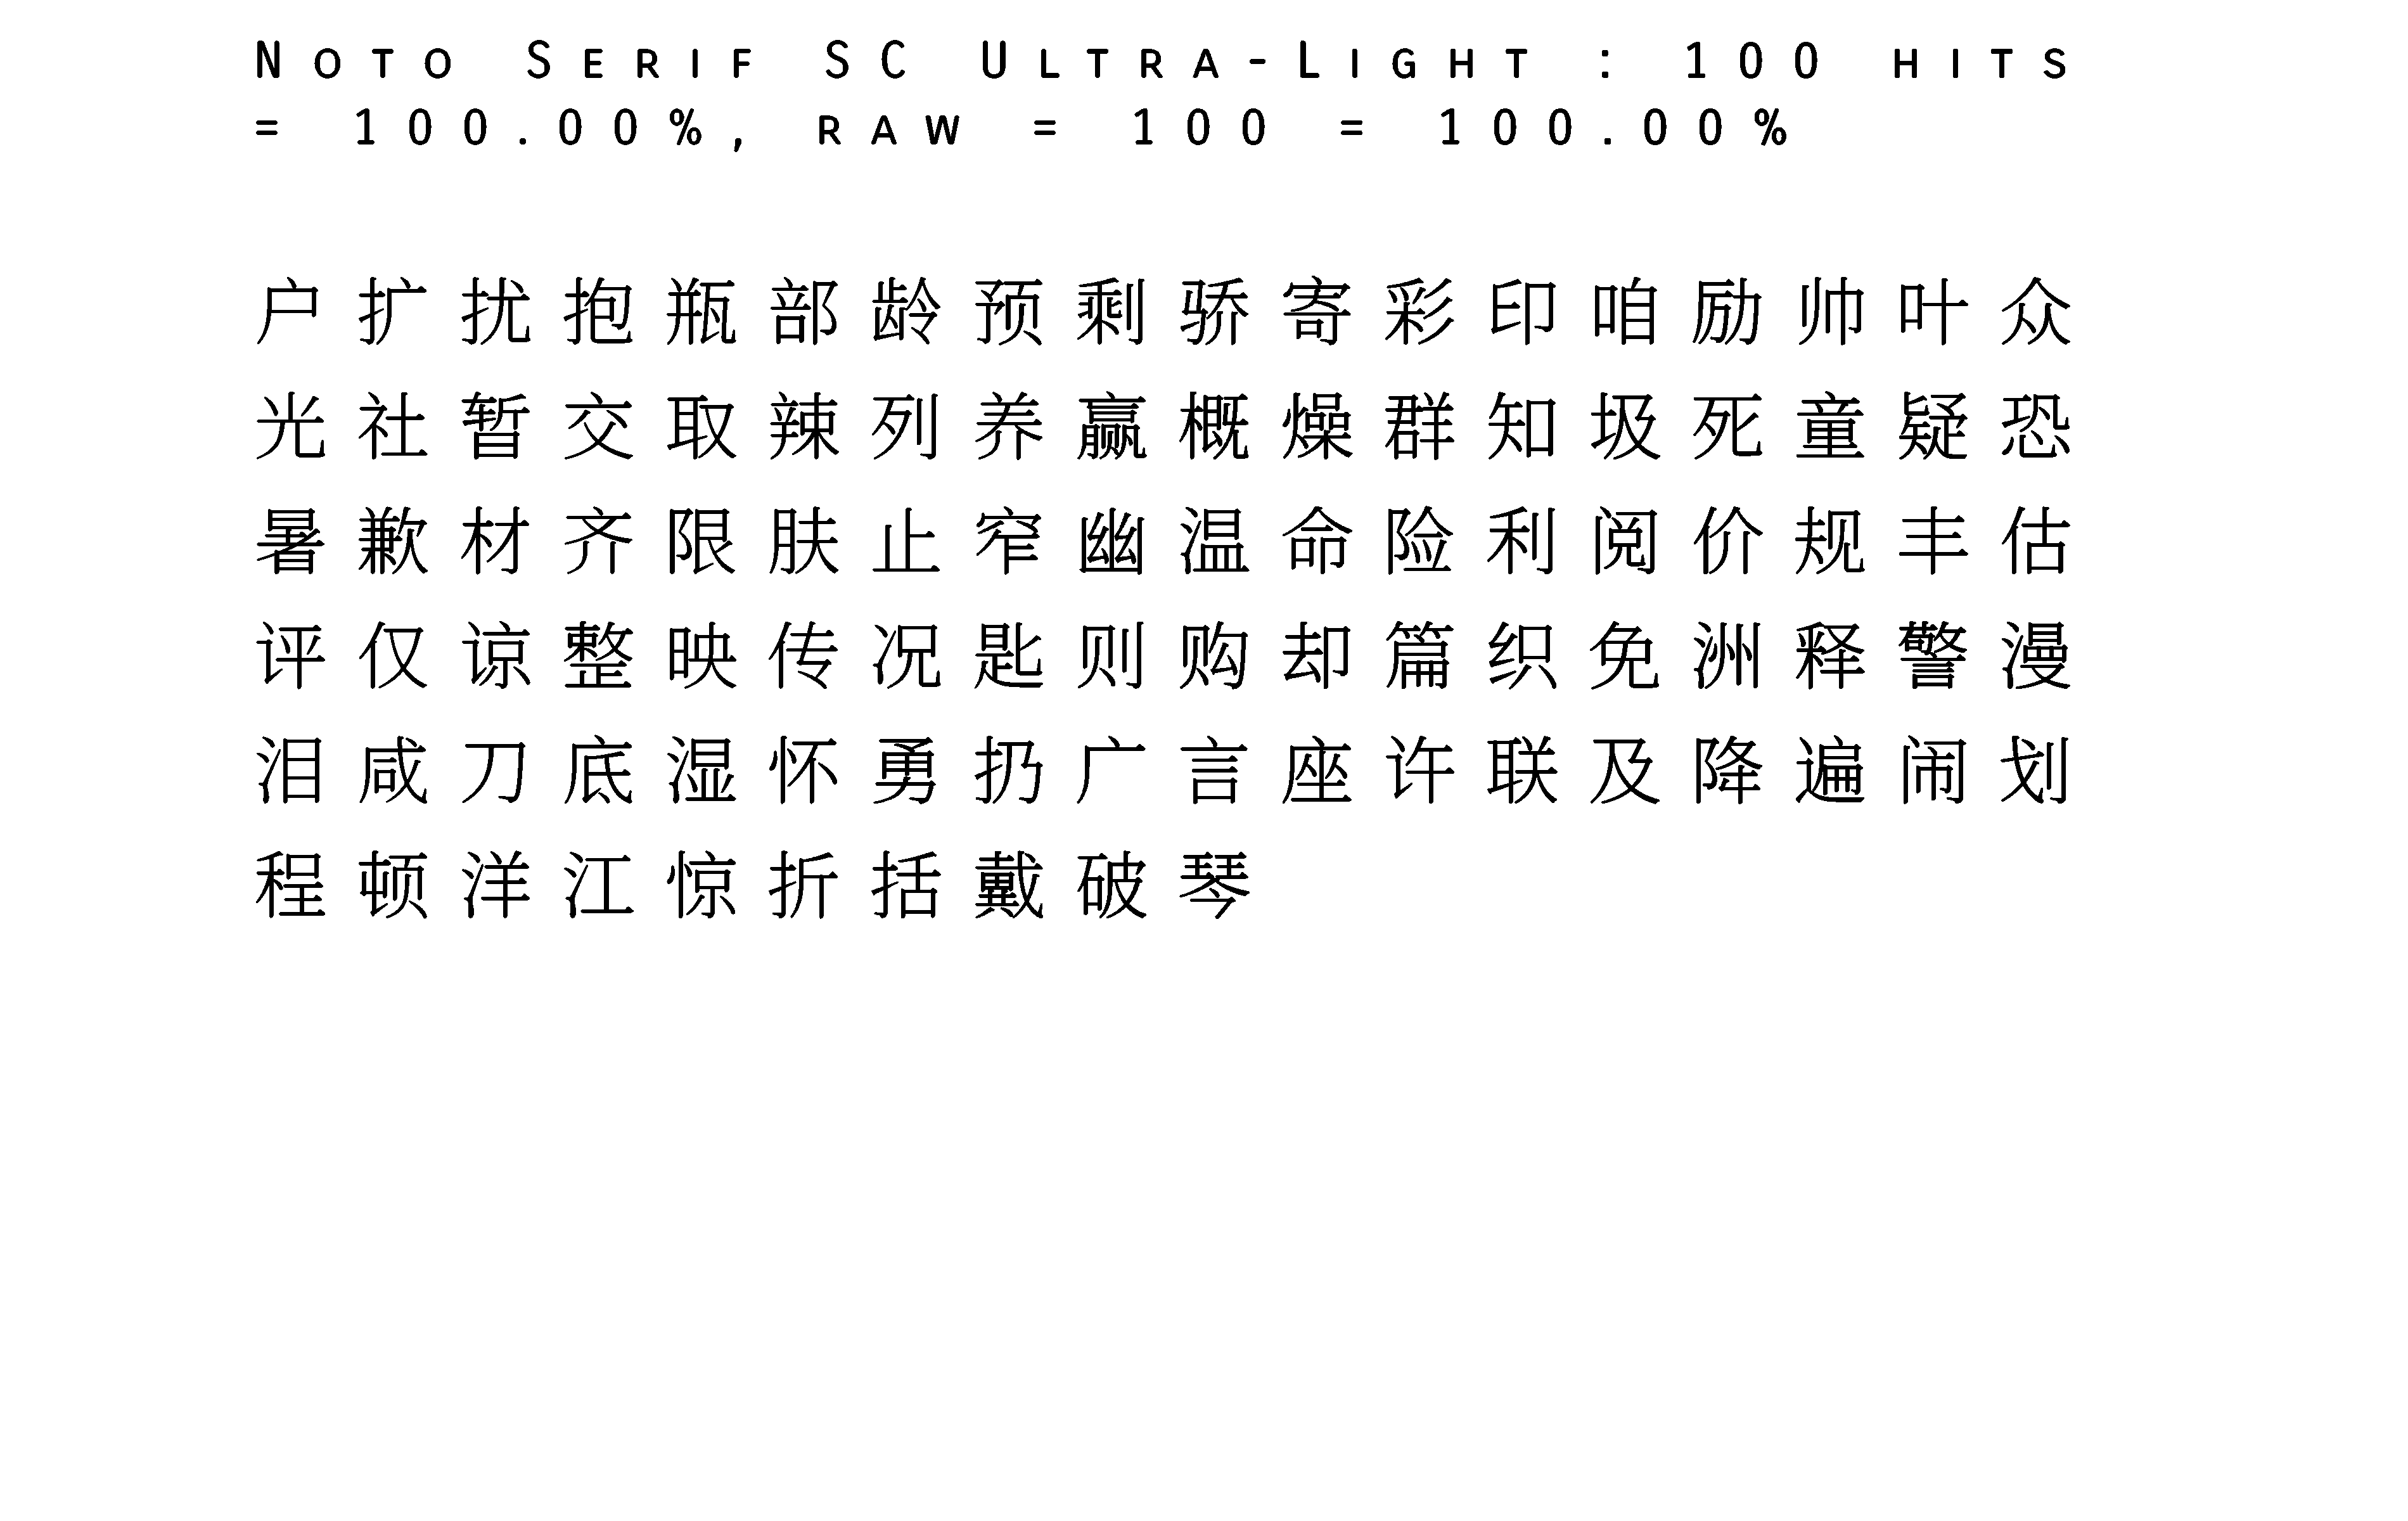 Noto Serif SC Ultra-Light : 100 hits
= 100.00%, raw = 100 = 100.00%
户扩扰抱瓶部龄预剩骄寄彩印咱励帅叶众
光社暂交取辣列养赢概燥群知圾死童疑恐
暑歉材齐限肤止窄幽温命险利阅价规丰估
评仅谅整映传况匙则购却篇织免洲释警漫
泪咸刀底湿怀勇扔广言座许联及降遍闹划
程顿洋江惊折括戴破琴